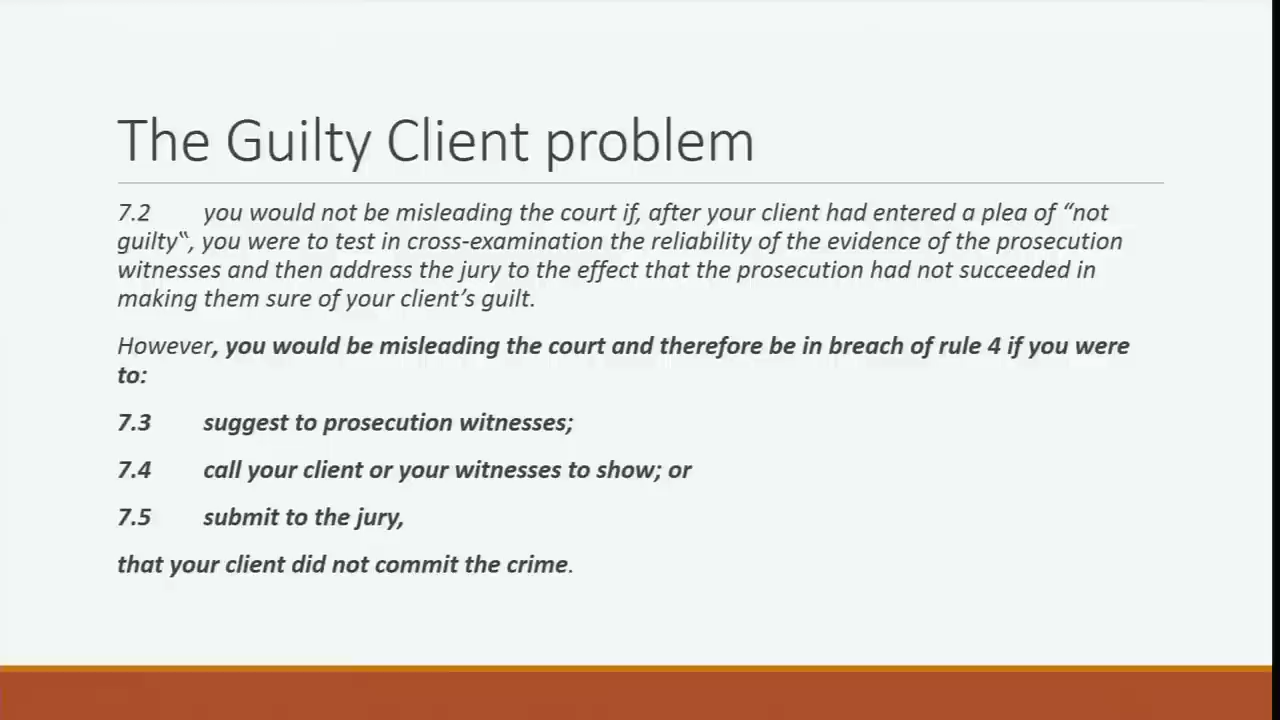 The Guilty Client problem
7.2 you would not be misleading the court if, after your client had entered a plea of “not
guilty‟, you were to test in cross-examination the reliability of the evidence of the prosecution
witnesses and then address the jury to the effect that the prosecution had not succeeded in
making them sure of your client’s guilt.
However, you would be misleading the court and therefore be in breach of rule 4 if you were
to:
7.3 suggest to prosecution witnesses;
7.4 call your client or your witnesses to show; or
7.5 submit to the jury,
that your client did not commit the crime.